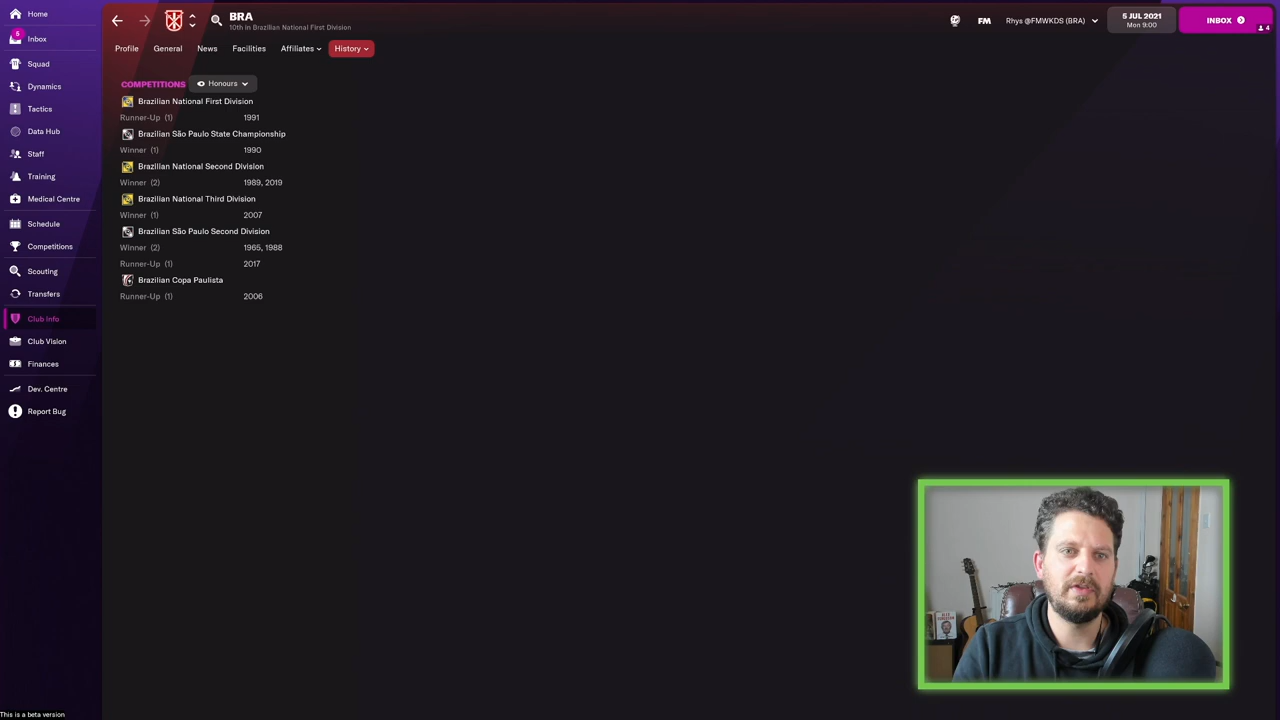 Home
5
Inbox
Squad
Dynamics
Tactics
Data Hub
Staff
Training
Medical Centre
Schedule
Competitions
Scouting
Transfers
Club Info
Club Vision
Finances
Dev. Centre
Report Bug
This is a beta version
BRA
10th in Brazilian National First Division
FM
Rhys @FMWKDS (BRA)
5 JUL 2021
Mon 9:00
INBOX
4
Profile
General
News
Facilities
Affiliates
History
COMPETITIONS
Honours
Brazilian National First Division
Runner-Up (1) 1991
Brazilian São Paulo State Championship
Winner (1) 1990
Brazilian National Second Division
Winner (2) 1989, 2019
Brazilian National Third Division
Winner (1) 2007
Brazilian São Paulo Second Division
Winner (2) 1965, 1988
Runner-Up (1) 2017
Brazilian Copa Paulista
Runner-Up (1) 2006